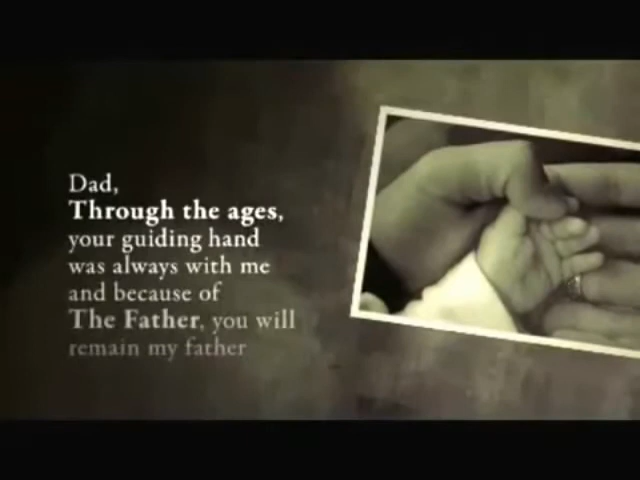 Dad,
Through the ages,
your guiding hand
was always with me
and because of
The Father, you will
remain my father